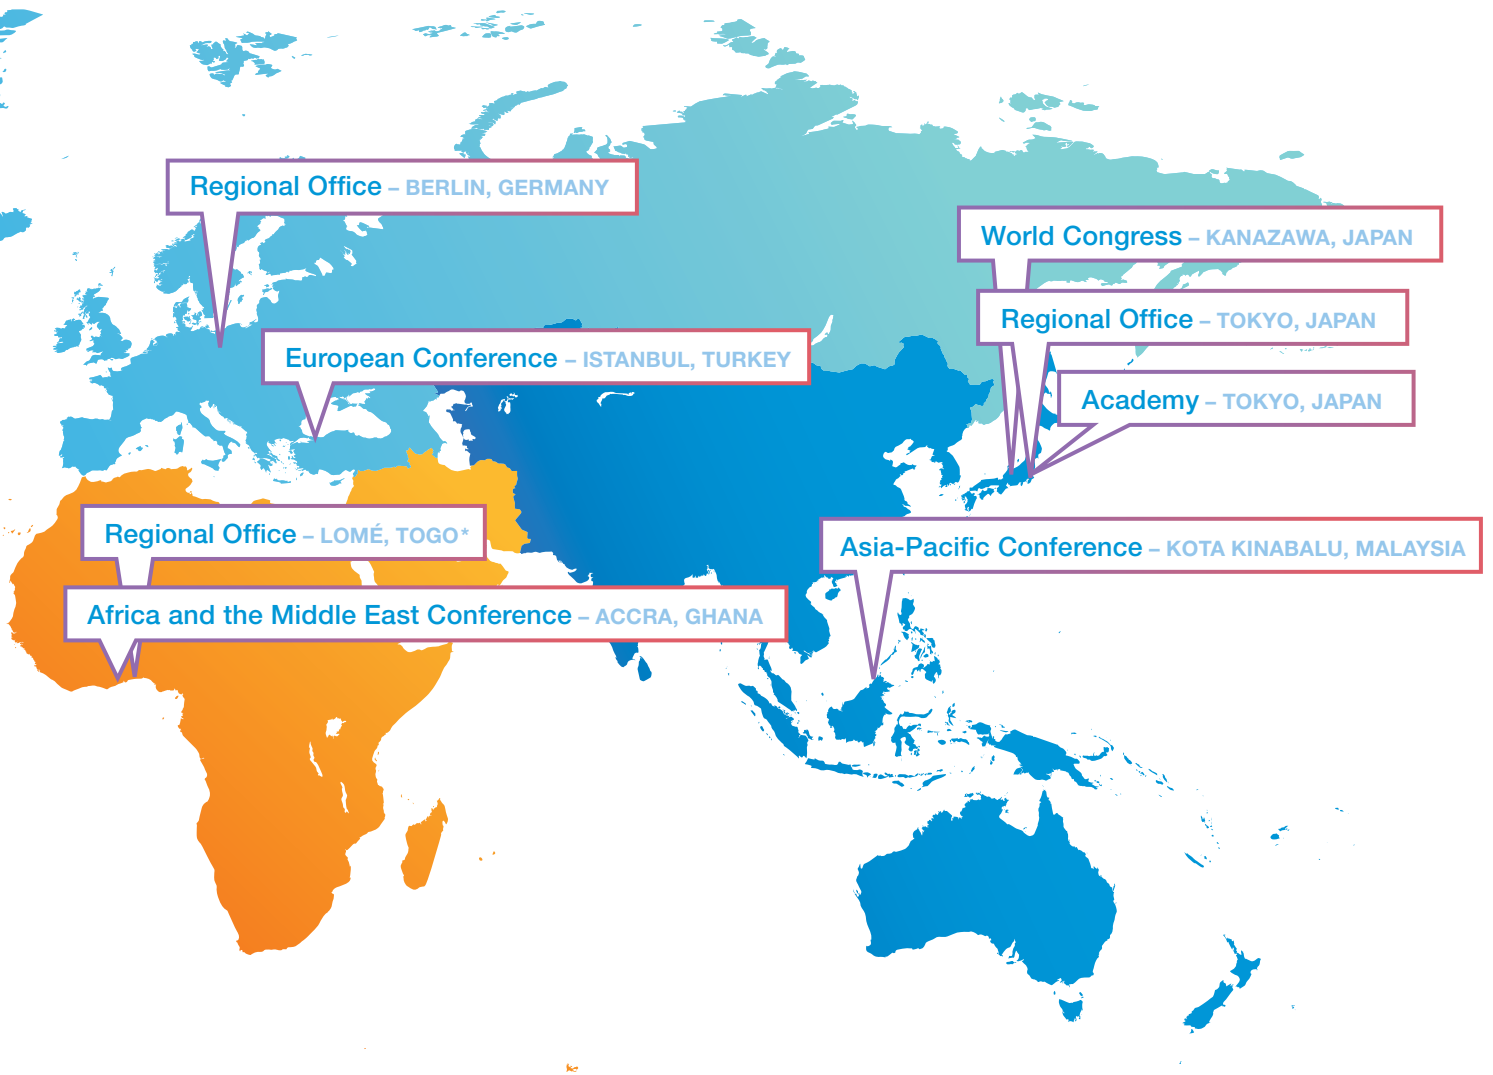 Regional Office – BERLIN, GERMANY
World Congress – KANAZAWA, JAPAN
Regional Office – TOKYO, JAPAN
European Conference – ISTANBUL, TURKEY
Academy – TOKYO, JAPAN
Regional Office – LOMÉ, TOGO*
Asia-Pacific Conference – KOTA KINABALU, MALAYSIA
Africa and the Middle East Conference – ACCRA, GHANA